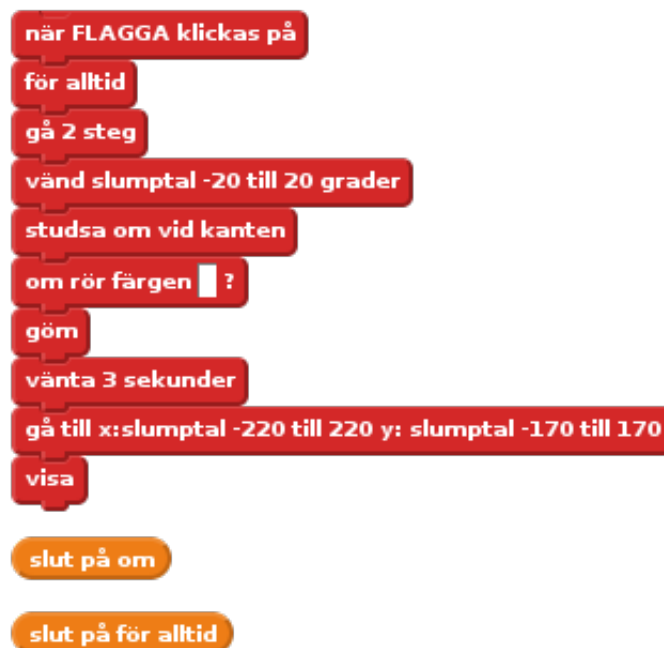 när FLAGGA klickas på
för alltid
gå 2 steg
vänd slumptal -20 till 20 grader
studsa om vid kanten
om rör färgen ?
göm
vänta 3 sekunder
gå till x:slumptal -220 till 220 y: slumptal -170 till 170
visa
slut på om
slut på för alltid